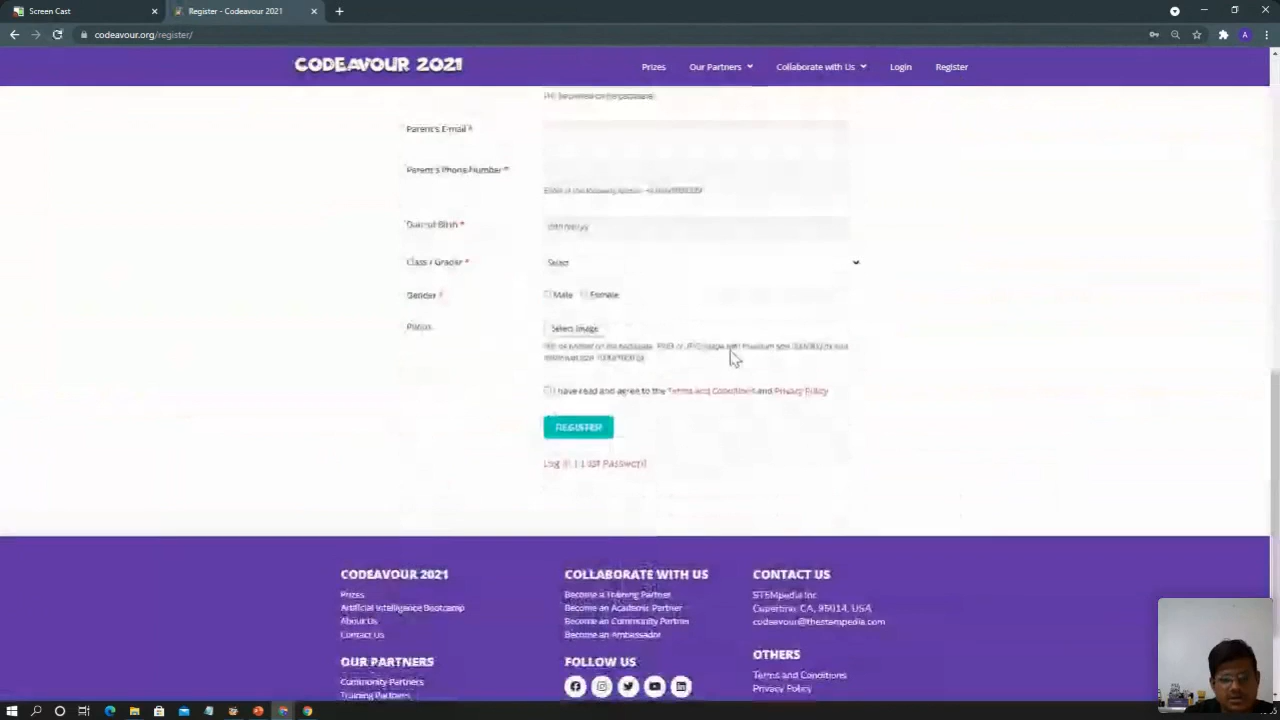 Screen Cast
Register - Codeavour 2021
codeavour.org/register/
A
CODEAVOUR 2021
Prizes
Our Partners
Collaborate with Us
Login
Register
Parent's E-mail *
Parent's Phone Number *
Date of Birth *
Class / Grade *
Select
Gender *
Male
Female
Select Image
I have read and agree to the Terms and Conditions and Privacy Policy
REGISTER
Log in | Lost Password
CODEAVOUR 2021
Prizes
Artificial Intelligence Bootcamp
About Us
Contact Us
OUR PARTNERS
Community Partners
Training Partners
COLLABORATE WITH US
Become a Training Partner
Become an Academic Partner
Become an Community Partner
Become an Ambassador
FOLLOW US
CONTACT US
STEMpedia Inc
Cupertino, CA, 95014, USA
codeavour@thestempedia.com
OTHERS
Terms and Conditions
Privacy Policy